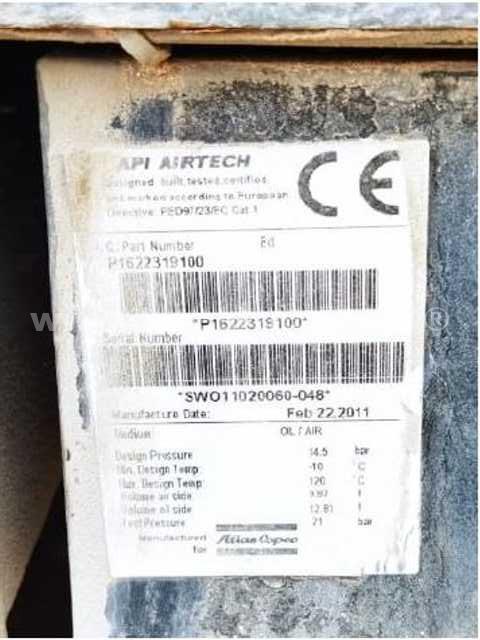 API AIRTECH
Designed, built, tested, certified
and marked according to European
Directive: PED97/23/EC Cat.1
CE
Part Number Ed
P1622319100
"P1622319100"
Serial Number
"SWO11020060-048"
Manufacture Date: Feb 22.2011
Medium: OIL / AIR
Design Pressure 14.5 bar
Min. Design Temp: -10 °C
Max. Design Temp: 120 °C
Volume air side l
Volume oil side l
Test Pressure 21 bar
Manufactured Atlas Copco
for